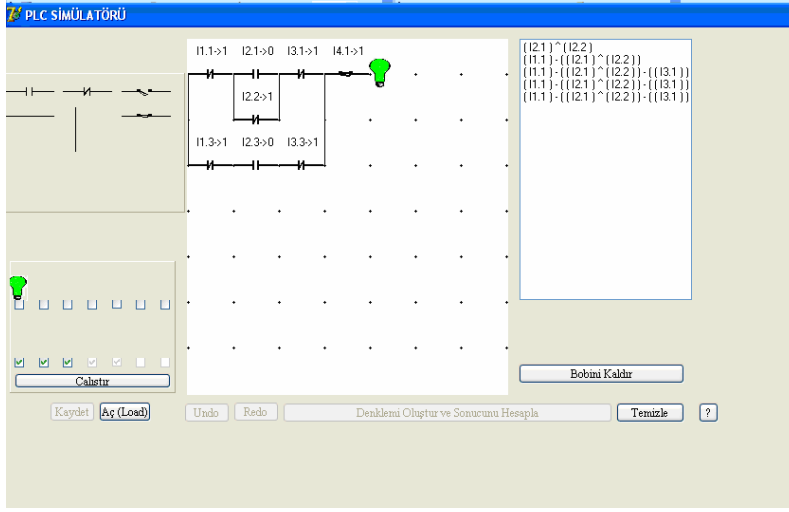 PLC SİMÜLATÖRÜ
I1.1->1 I2.1->0 I3.1->1 I4.1->1
I2.2->1
I1.3->1 I2.3->0 I3.3->1
( I2.1 ) ^ ( I2.2 )
( I1.1 ) - ( ( I2.1 ) ^ ( I2.2 ) )
( I1.1 ) - ( ( I2.1 ) ^ ( I2.2 ) ) - ( ( I3.1 ) )
( I1.1 ) - ( ( I2.1 ) ^ ( I2.2 ) ) - ( ( I3.1 ) )
( I1.1 ) - ( ( I2.1 ) ^ ( I2.2 ) ) - ( ( I3.1 ) )
Çalıştır
Bobini Kaldır
Kaydet Aç (Load) Undo Redo Denklemi Oluştur ve Sonucunu Hesapla Temizle ?